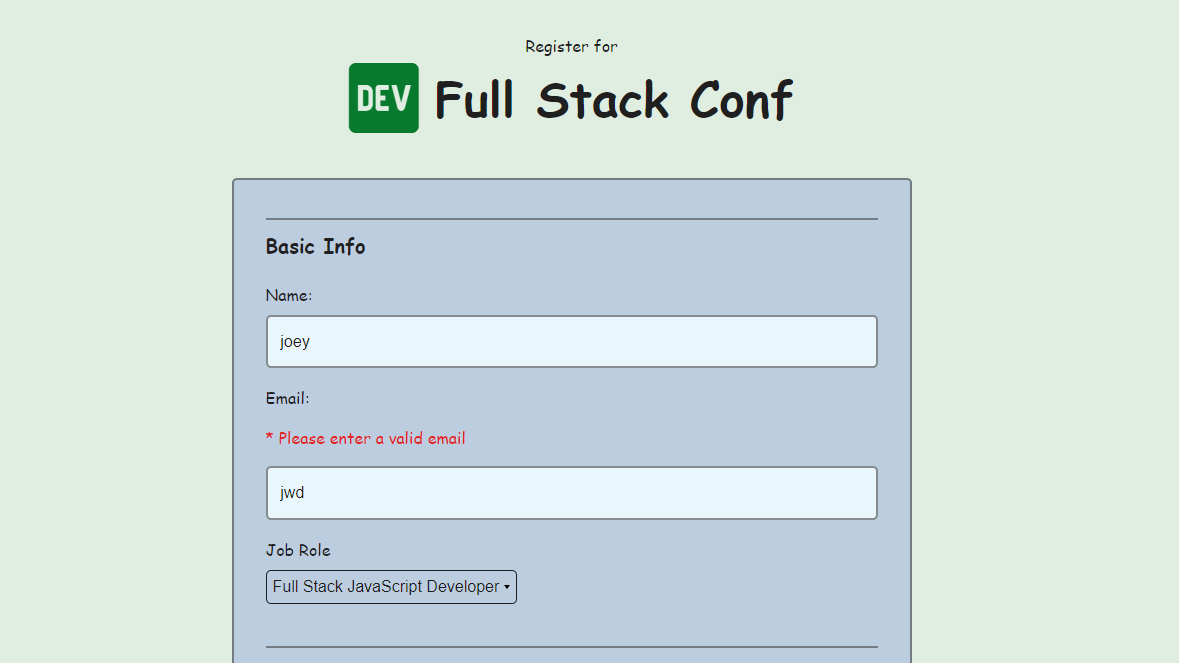 Register for
DEV Full Stack Conf
Basic Info
Name:
joey
Email:
* Please enter a valid email
jwd
Job Role
Full Stack JavaScript Developer